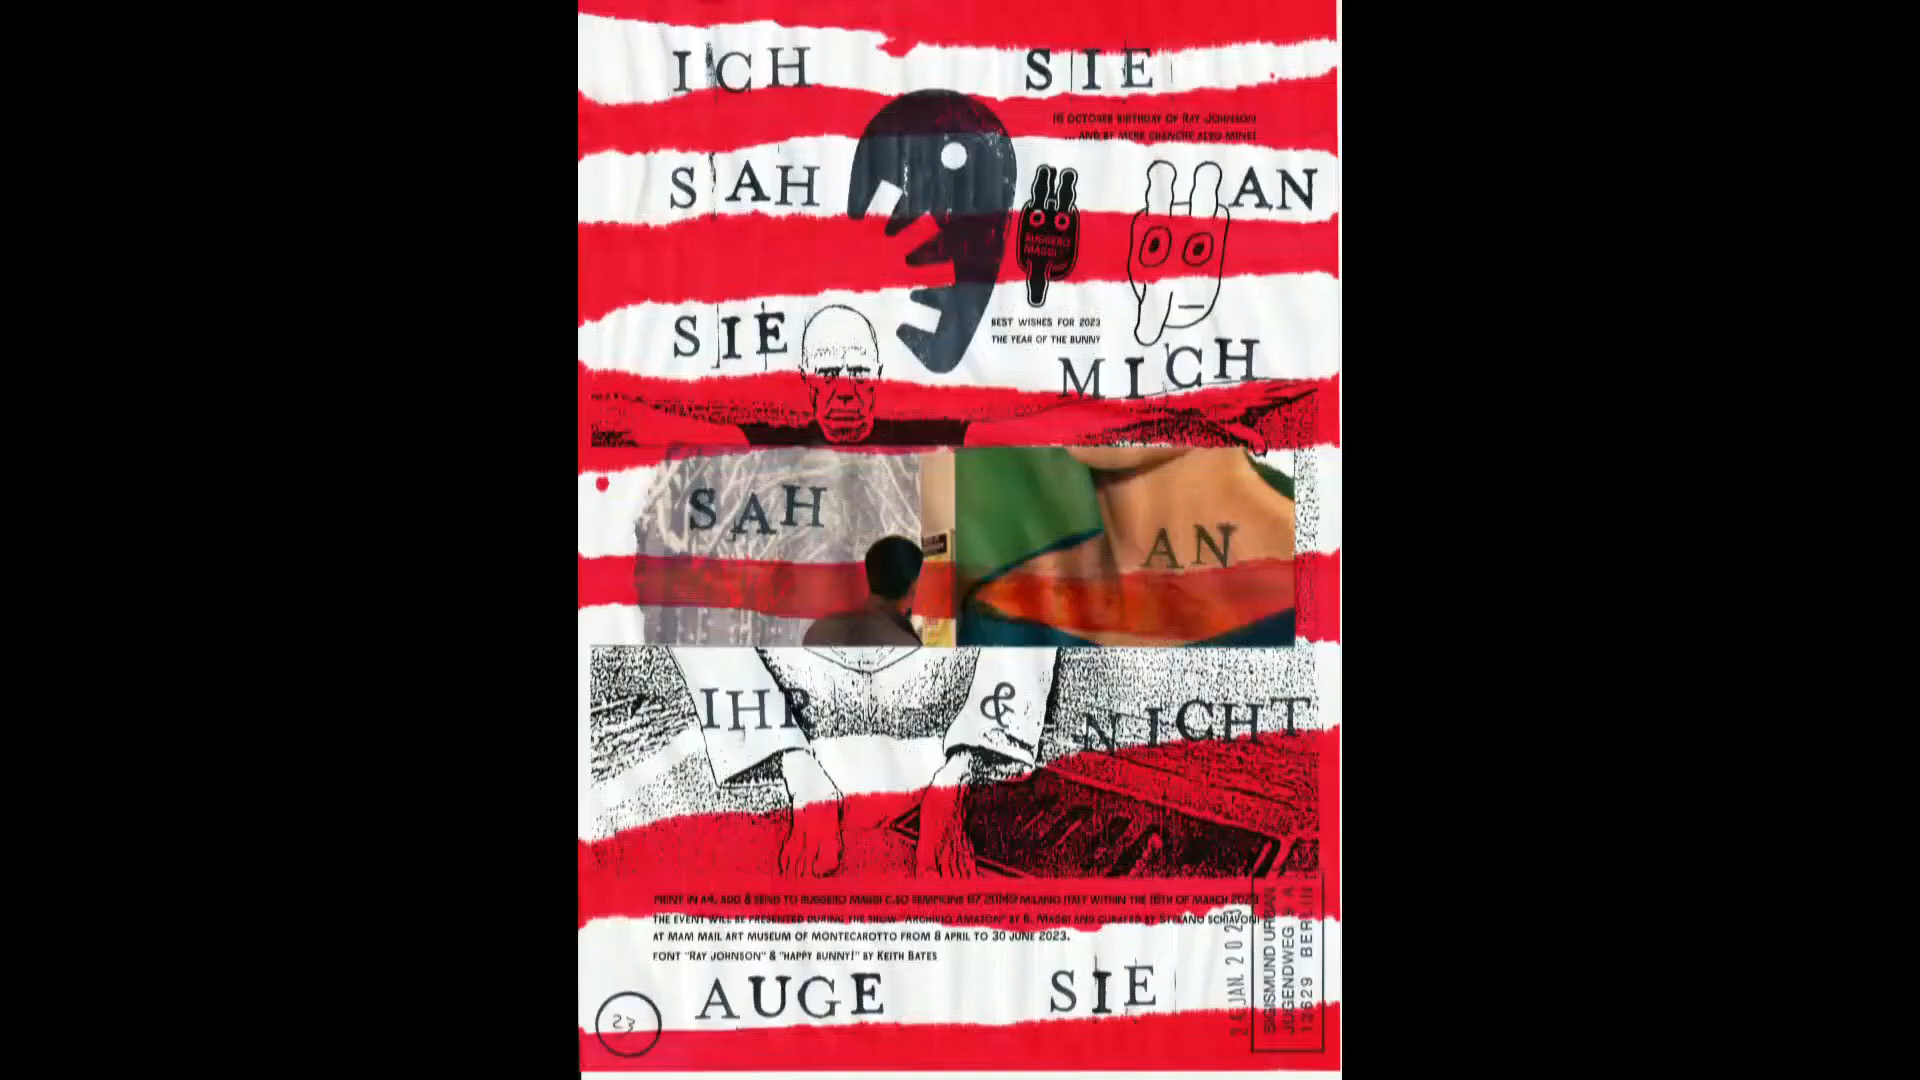 ICH SIE
16 OCTOBER BIRTHDAY OF RAY JOHNSON
... AND BY MERE CHANCHE ALSO MINE!
SAH AN
RUGGERO
MAGGI
SIE
BEST WISHES FOR 2023
THE YEAR OF THE BUNNY
MICH
SAH AN
IHR & NICHT
PRINT IN A4, ADD & SEND TO RUGGERO MAGGI C.SO SEMPIONE 67 20149 MILANO ITALY WITHIN THE 16TH OF MARCH 2023
THE EVENT WILL BE PRESENTED DURING THE SHOW "ARCHIVIO AMAZON" BY R. MAGGI AND CURATED BY STEFANO SCHIAVONI
AT MAM MAIL ART MUSEUM OF MONTECAROTTO FROM 8 APRIL TO 30 JUNE 2023.
FONT "RAY JOHNSON" & "HAPPY BUNNY!" BY KEITH BATES
AUGE SIE
23
JAN. 2023
SIGISMUND URBAN
JUGENDWEG 9 A
13629 BERLIN